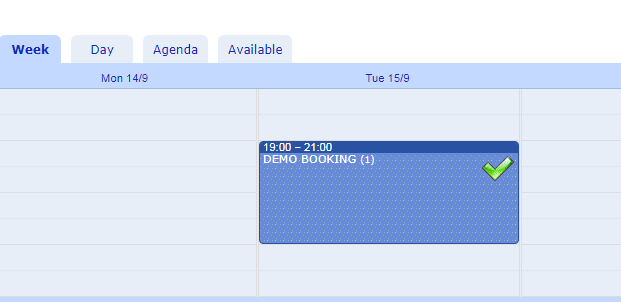 Week Day Agenda Available
Mon 14/9 Tue 15/9
19:00 – 21:00
DEMO BOOKING (1)